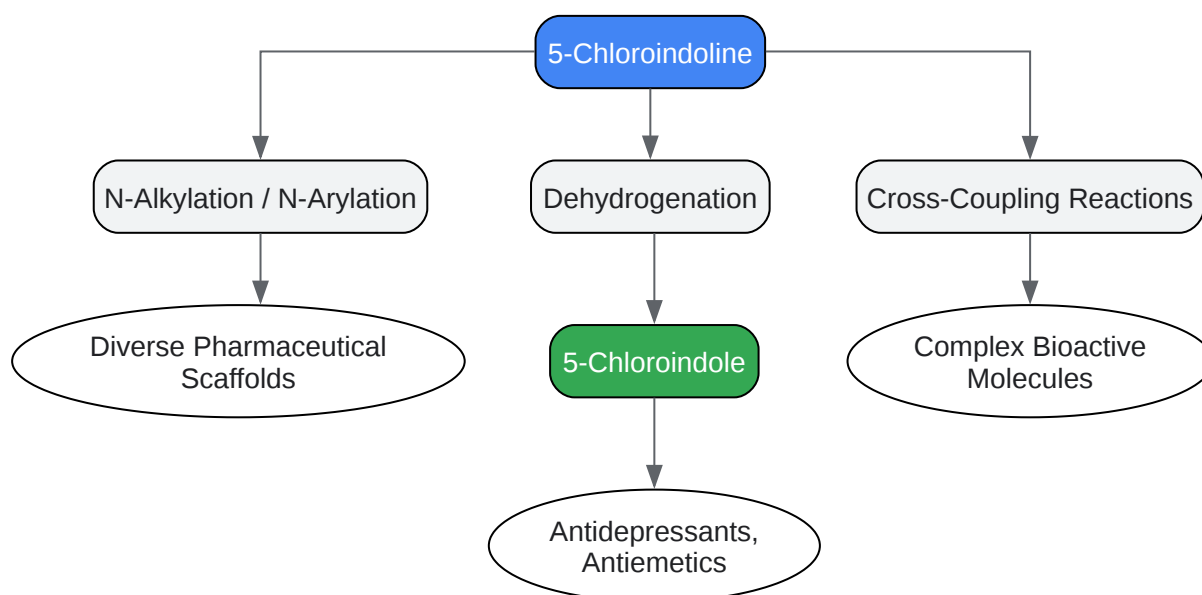 5-Chloroindoline
N-Alkylation / N-Arylation
Dehydrogenation
Cross-Coupling Reactions
Diverse Pharmaceutical
Scaffolds
5-Chloroindole
Complex Bioactive
Molecules
Antidepressants,
Antiemetics